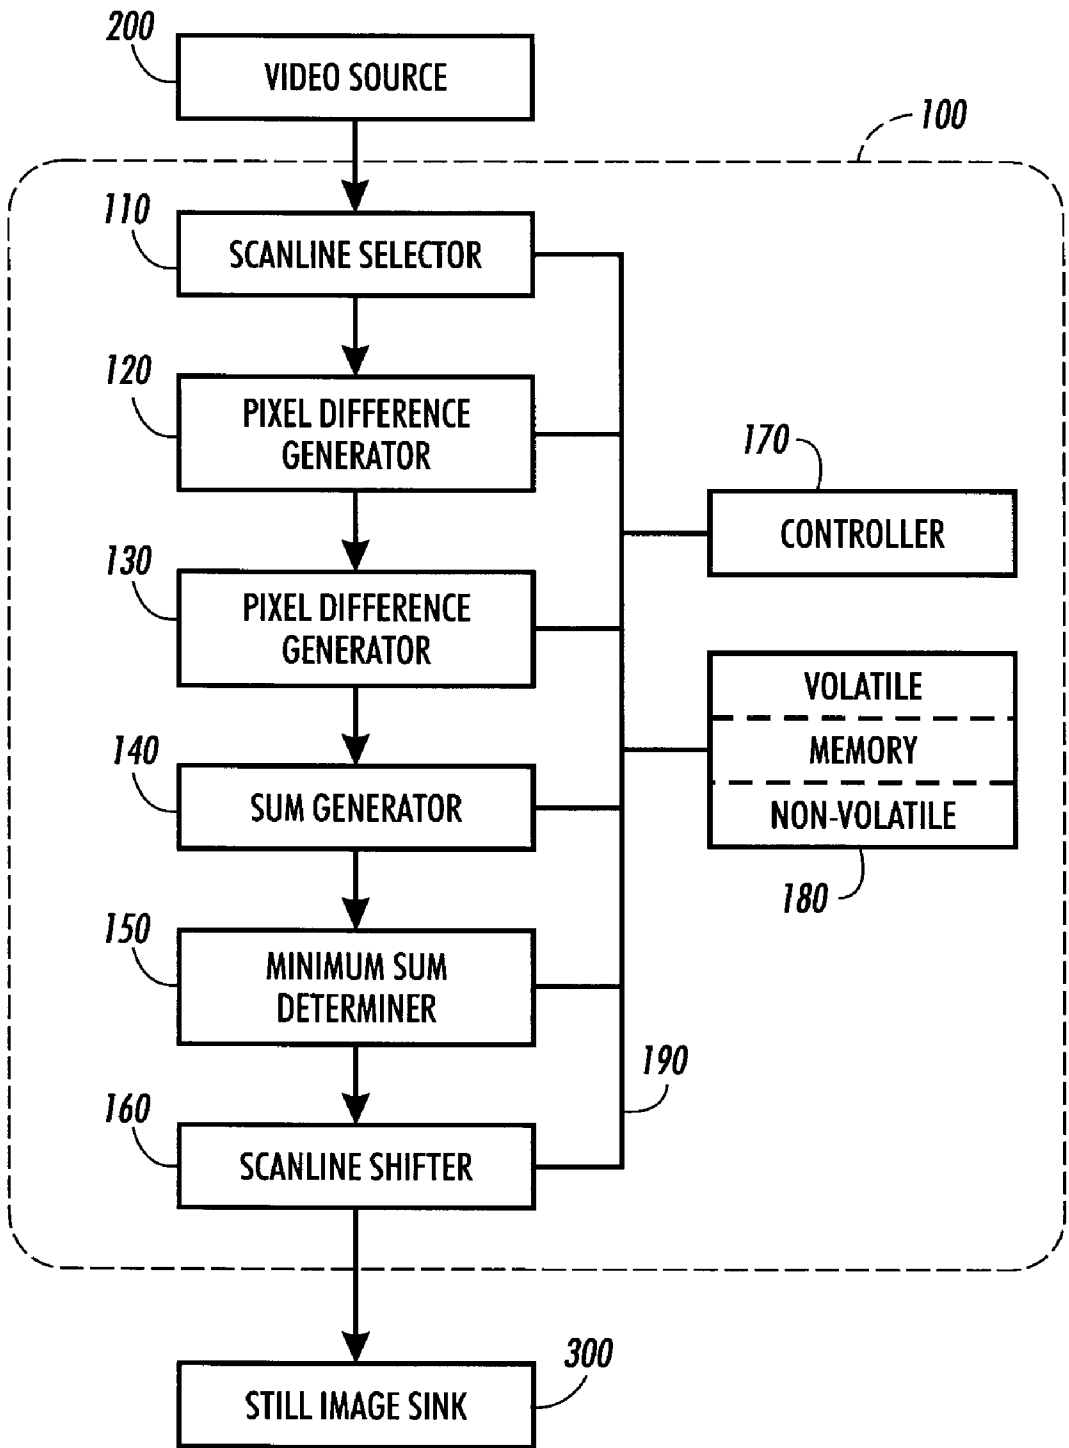 200
VIDEO SOURCE
100
110
SCANLINE SELECTOR
120
PIXEL DIFFERENCE
GENERATOR
170
CONTROLLER
130
PIXEL DIFFERENCE
GENERATOR
VOLATILE
MEMORY
NON-VOLATILE
180
140
SUM GENERATOR
150
MINIMUM SUM
DETERMINER
190
160
SCANLINE SHIFTER
300
STILL IMAGE SINK